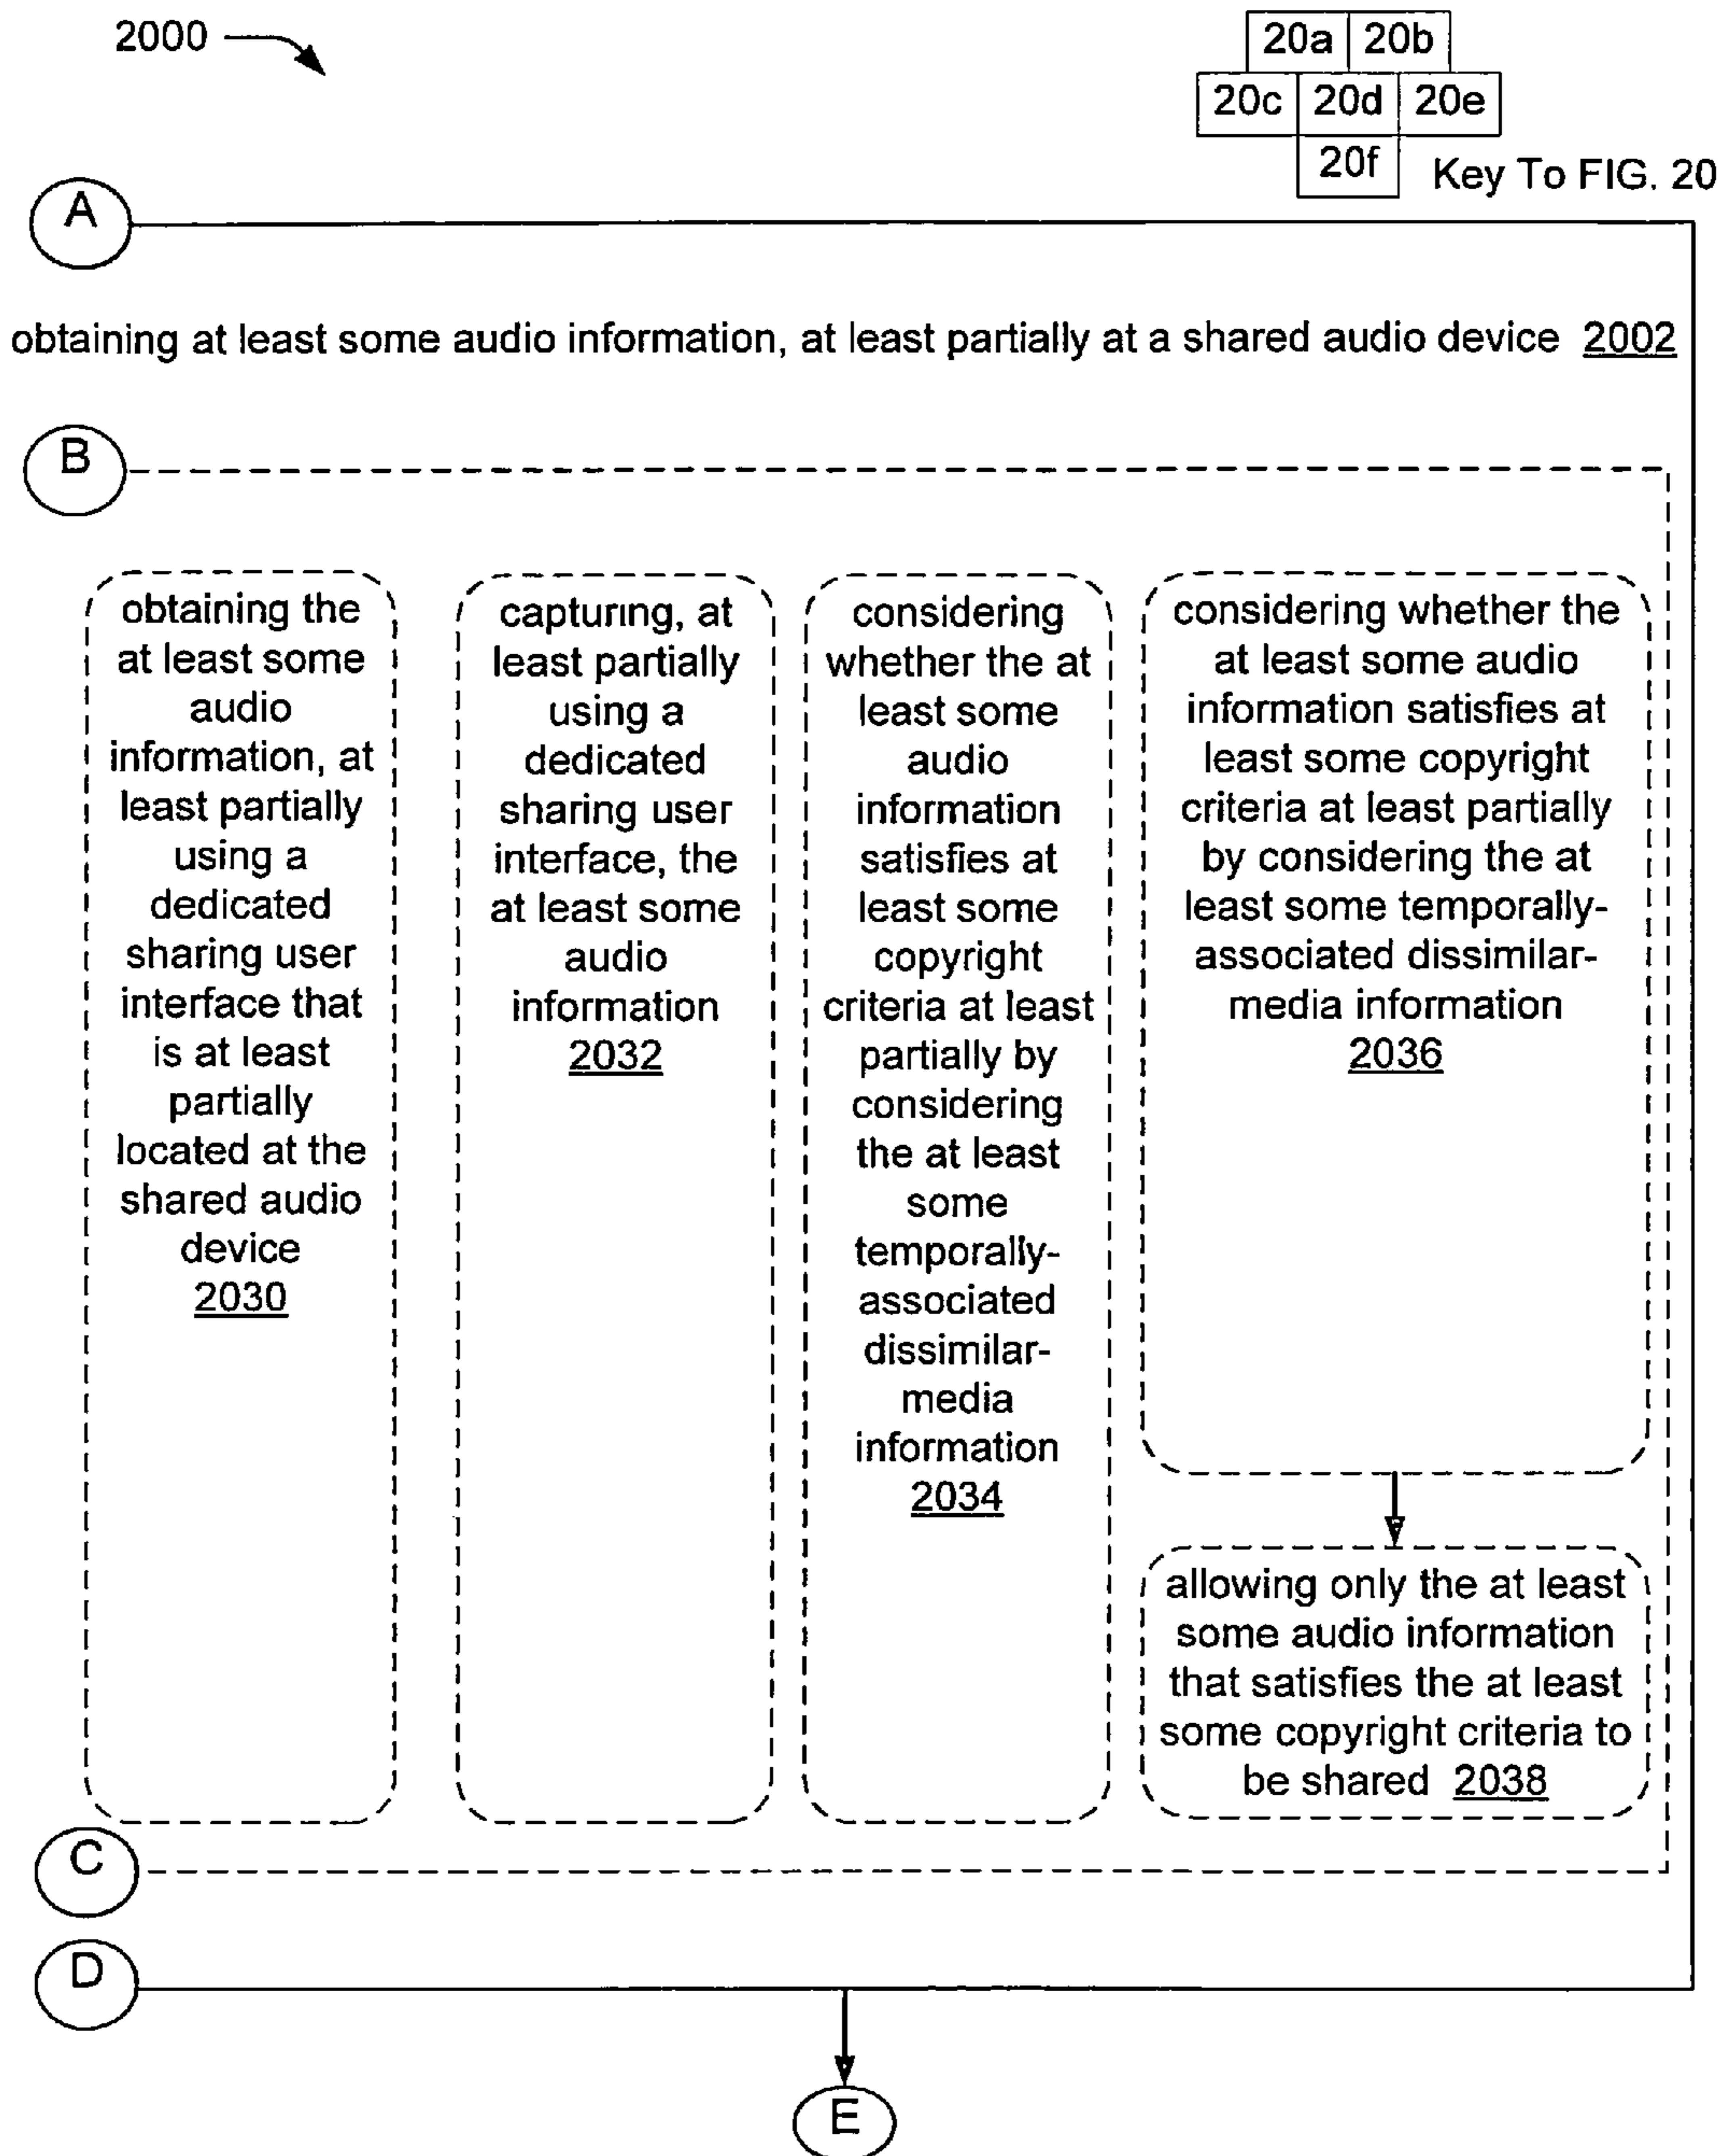 2000
20a 20b
20c 20d 20e
20f
Key To FIG. 20
A
obtaining at least some audio information, at least partially at a shared audio device 2002
B
obtaining the
at least some
audio
information, at
least partially
using a
dedicated
sharing user
interface that
is at least
partially
located at the
shared audio
device
2030
capturing, at
least partially
using a
dedicated
sharing user
interface, the
at least some
audio
information
2032
considering
whether the at
least some
audio
information
satisfies at
least some
copyright
criteria at least
partially by
considering
the at least
some
temporally-
associated
dissimilar-
media
information
2034
considering whether the
at least some audio
information satisfies at
least some copyright
criteria at least partially
by considering the at
least some temporally-
associated dissimilar-
media information
2036
allowing only the at least
some audio information
that satisfies the at least
some copyright criteria to
be shared 2038
C
D
E